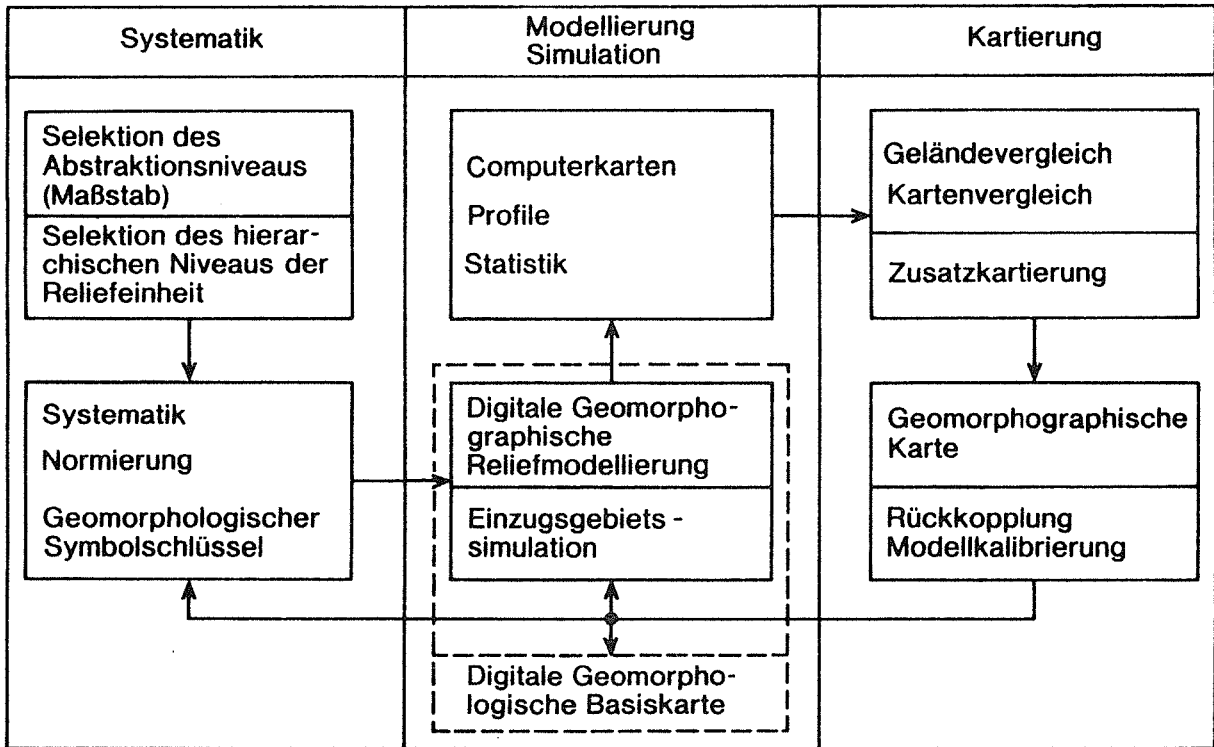 Systematik
Modellierung
Simulation
Kartierung
Selektion des
Abstraktionsniveaus
(Maßstab)
Selektion des hierar-
chischen Niveaus der
Reliefeinheit
Systematik
Normierung
Geomorphologischer
Symbolschlüssel
Computerkarten
Profile
Statistik
Digitale Geomorpho-
graphische
Reliefmodellierung
Einzugsgebiets -
simulation
Digitale Geomorpho-
logische Basiskarte
Geländevergleich
Kartenvergleich
Zusatzkartierung
Geomorphographische
Karte
Rückkopplung
Modellkalibrierung